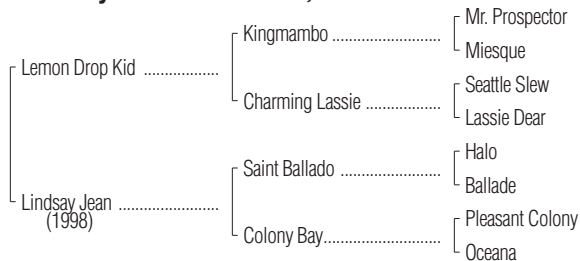 Mr. Prospector
Kingmambo ........................
Miesque
Lemon Drop Kid ................
Seattle Slew
Charming Lassie ................
Lassie Dear
Halo
Saint Ballado ......................
Ballade
Lindsay Jean .....................
(1998)
Pleasant Colony
Colony Bay.........................
Oceana